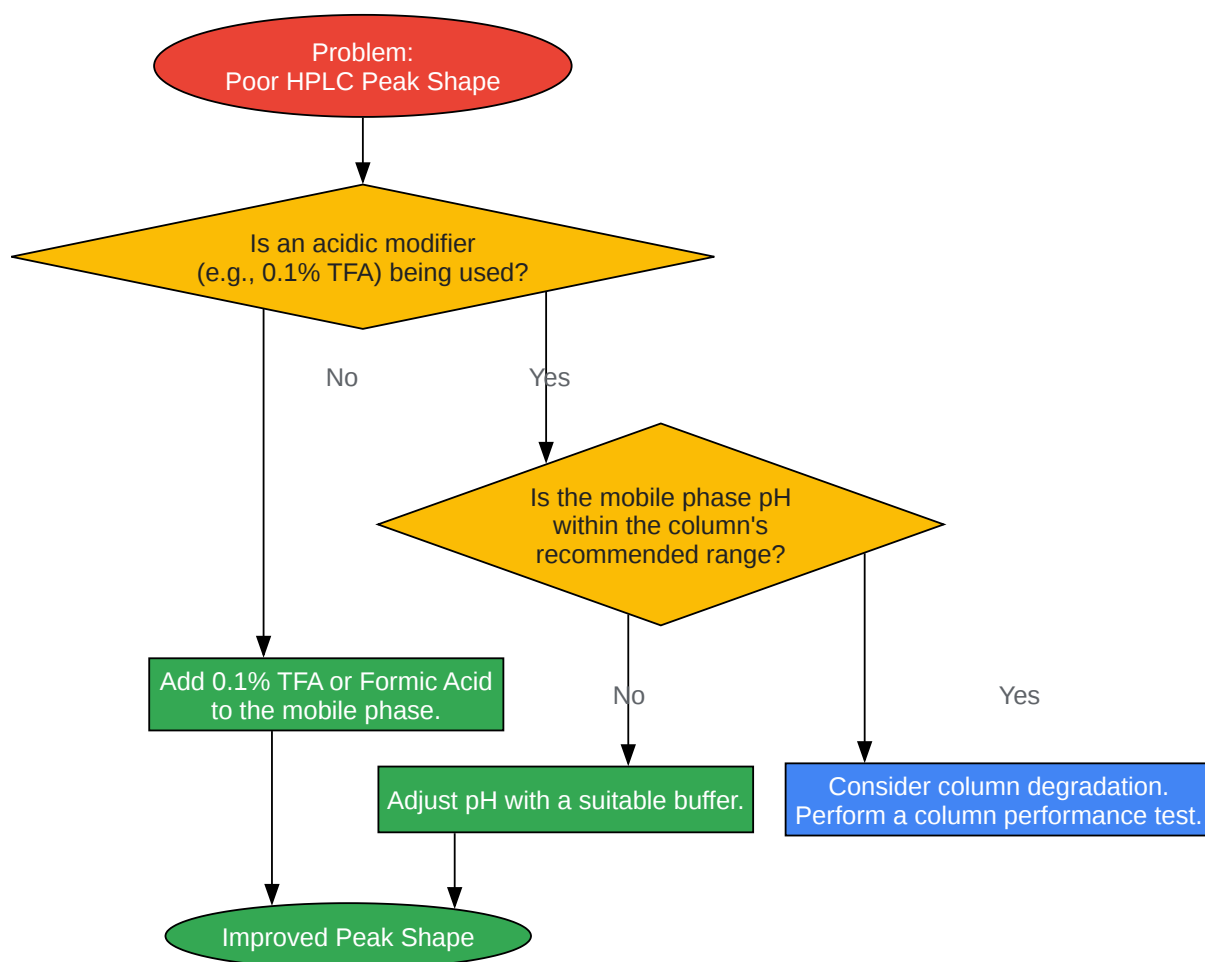 Problem:
Poor HPLC Peak Shape
Is an acidic modifier
(e.g., 0.1% TFA) being used?
No
Yes
Is the mobile phase pH
within the column's
recommended range?
Add 0.1% TFA or Formic Acid
to the mobile phase.
No
Yes
Adjust pH with a suitable buffer.
Consider column degradation.
Perform a column performance test.
Improved Peak Shape